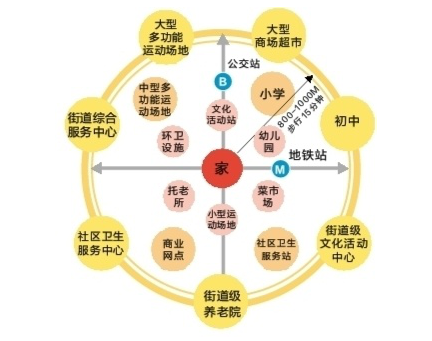 大型
多功能
运动场地
大型
商场超市
公交站
B
中型多
功能运
动场地
小学
800-1000M
步行15分钟
文化
活动站
街道综合
服务中心
初中
环卫
设施
幼儿
园
地铁站
家
M
托老
所
菜市
场
小型运
动场地
社区卫生
服务中心
商业
网点
社区卫生
服务站
街道级
文化活动
中心
街道级
养老院